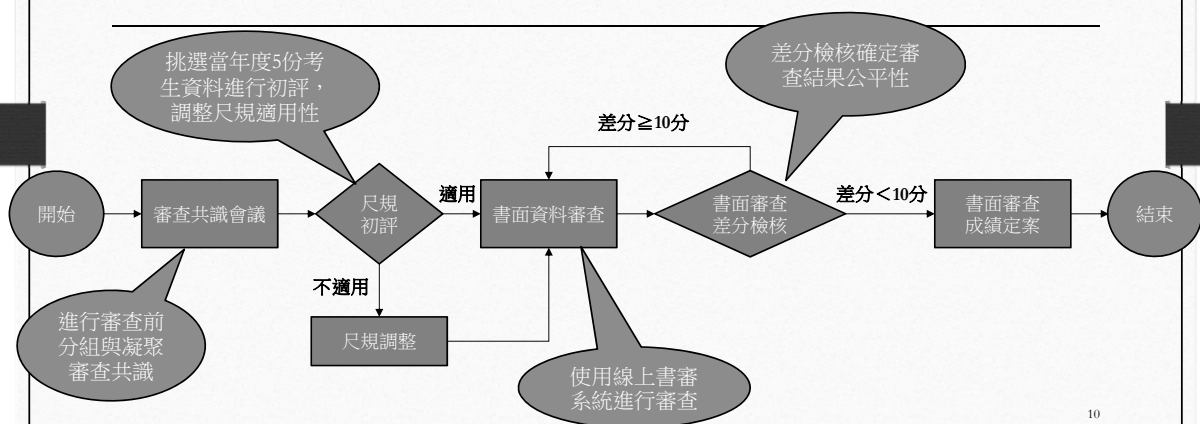 挑選當年度5份考
生資料進行初評，
調整尺規適用性
差分檢核確定審
查結果公平性
差分≧10分
開始
審查共識會議
尺規
初評
適用
書面資料審查
書面審查
差分檢核
差分＜10分
書面審查
成績定案
結束
不適用
尺規調整
進行審查前
分組與凝聚
審查共識
使用線上書審
系統進行審查
10